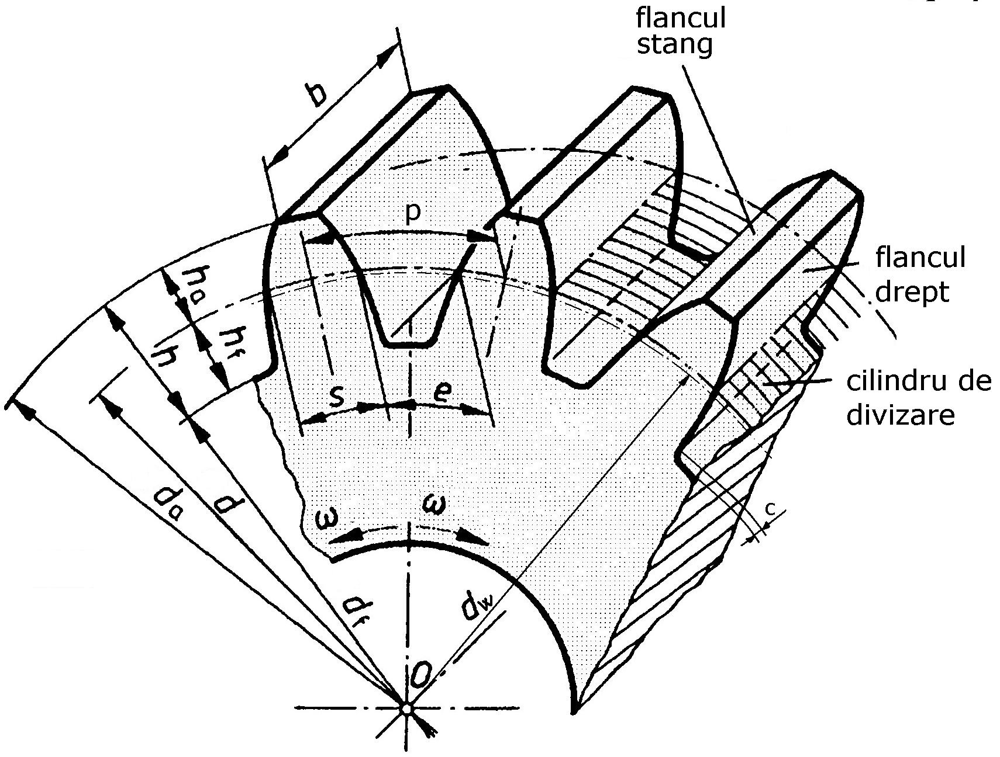 flancul
stang
b
p
flancul
drept
ha
hf
h
s
e
cilindru de
divizare
c
da
d
ω
ω
df
dw
O